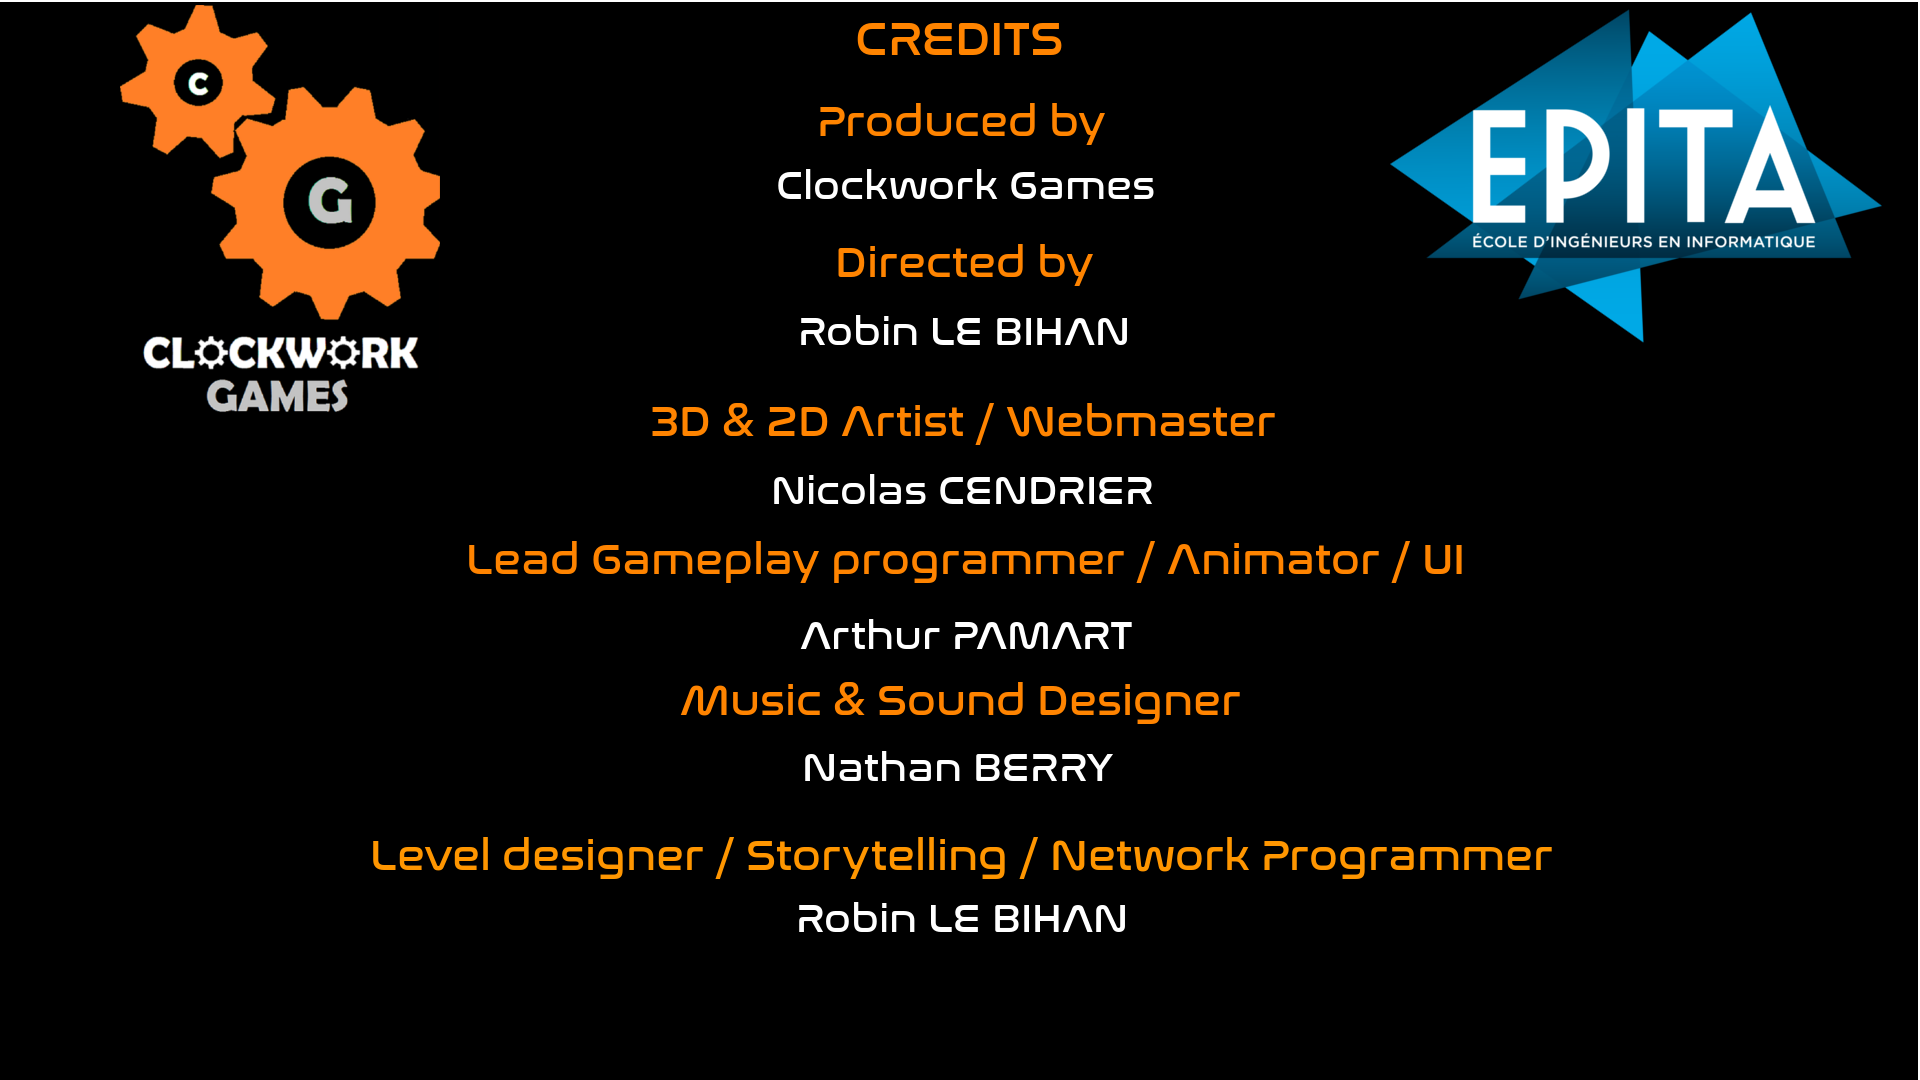 C
G
CLOCKWORK
GAMES
CREDITS
Produced by
Clockwork Games
Directed by
Robin LE BIHAN
3D & 2D Artist / Webmaster
Nicolas CENDRIER
Lead Gameplay programmer / Animator / UI
Arthur PAMART
Music & Sound Designer
Nathan BERRY
Level designer / Storytelling / Network Programmer
Robin LE BIHAN
EPITA
ÉCOLE D'INGÉNIEURS EN INFORMATIQUE